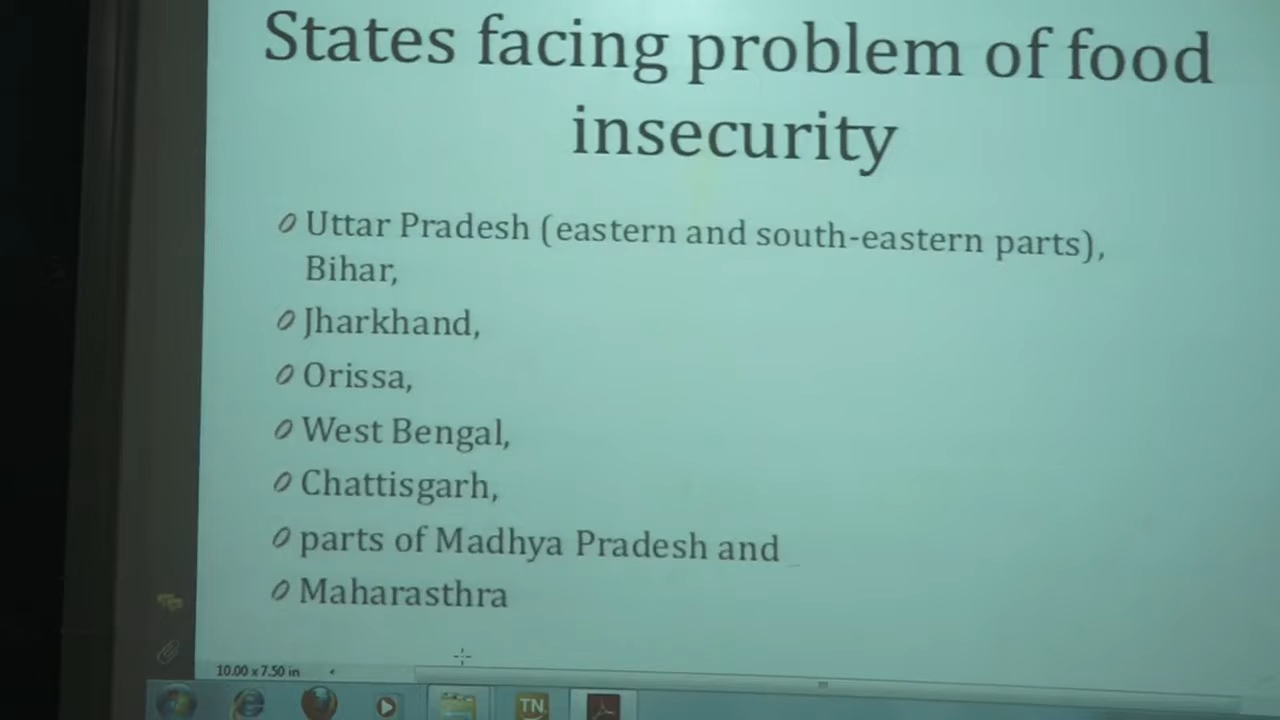 States facing problem of food
insecurity
Uttar Pradesh (eastern and south-eastern parts),
Bihar,
Jharkhand,
Orissa,
West Bengal,
Chattisgarh,
parts of Madhya Pradesh and
Maharasthra
10.00 x 7.50 in
TN